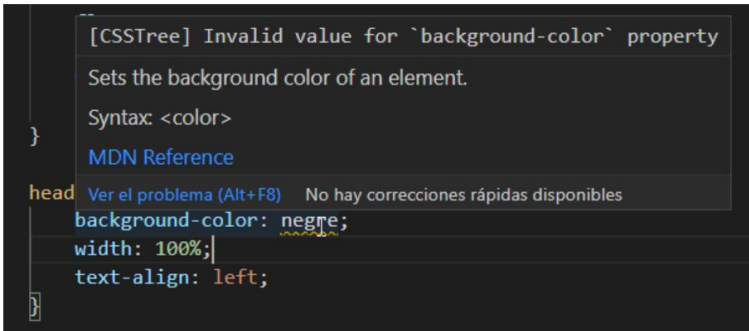 [CSSTree] Invalid value for `background-color` property
Sets the background color of an element.
Syntax: <color>
MDN Reference
}
head
Ver el problema (Alt+F8) No hay correcciones rápidas disponibles
background-color: negre;
width: 100%;
text-align: left;
}